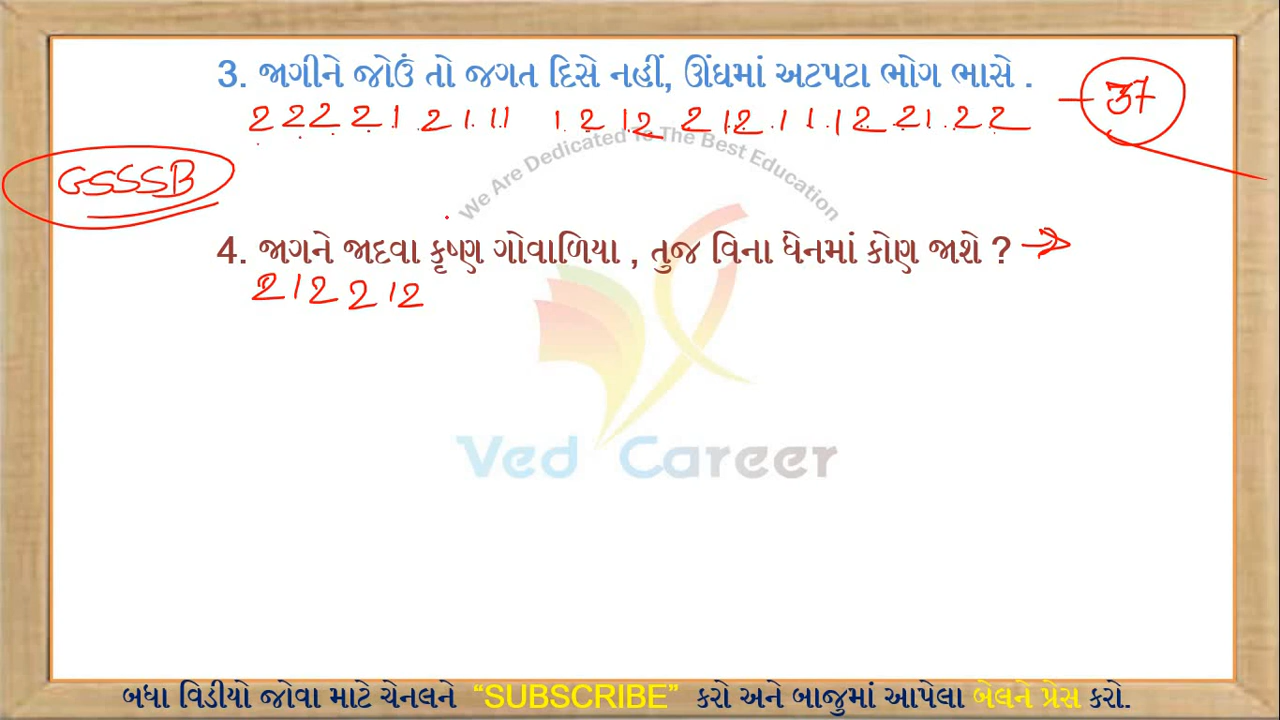 3. જાગીને જોઉં તો જગત દિસે નહીં, ઊંઘમાં અટપટા ભોગ ભાસે .
2 2 2 2 1 2 1 1 1 1 2 1 2 2 1 2 1 1 1 2 2 1 2 2 — 37
We Are Dedicated Is The Best Education
GSSSB
4. જાગને જાદવા કૃષ્ણ ગોવાળિયા , તુજ વિના ધેનમાં કોણ જાશે ?
2 1 2 2 1 2
Ved Career
બધા વિડીયો જોવા માટે ચેનલને “SUBSCRIBE” કરો અને બાજુમાં આપેલા બેલને પ્રેસ કરો.